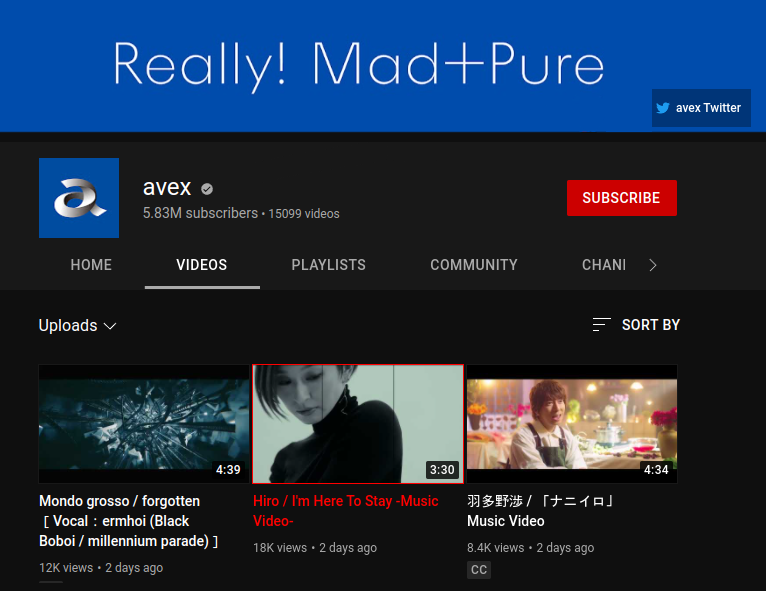 Really! Mad+Pure
avex Twitter
avex
5.83M subscribers • 15099 videos
SUBSCRIBE
HOME
VIDEOS
PLAYLISTS
COMMUNITY
CHANI
Uploads
SORT BY
4:39
3:30
4:34
Mondo grosso / forgotten
［ Vocal：ermhoi (Black
Boboi / millennium parade) ］
12K views • 2 days ago
Hiro / I'm Here To Stay -Music
Video-
18K views • 2 days ago
羽多野渉 / 「ナニイロ」
Music Video
8.4K views • 2 days ago
CC